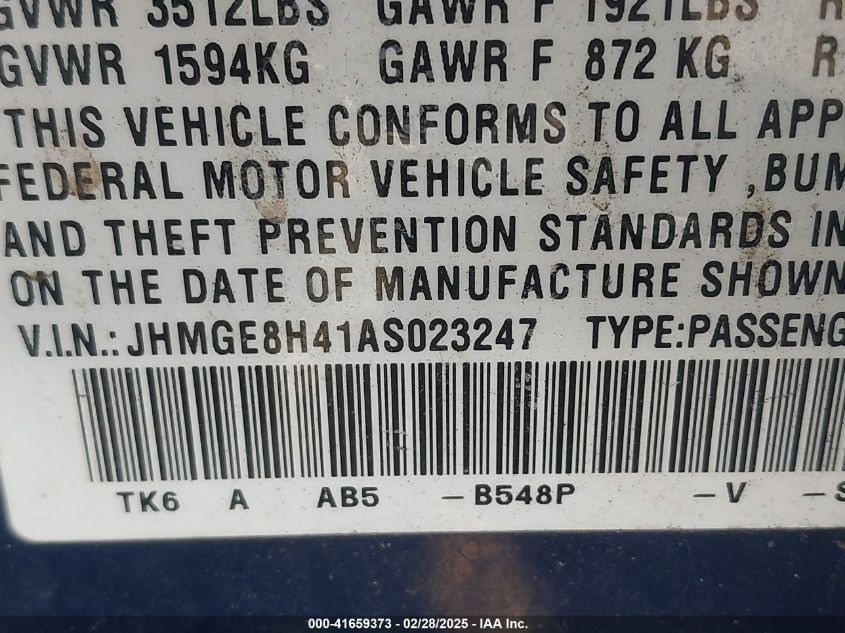 GVWR 3512LBS GAWR F 1921LBS R
GVWR 1594KG GAWR F 872 KG R
THIS VEHICLE CONFORMS TO ALL APP
FEDERAL MOTOR VEHICLE SAFETY ,BUM
AND THEFT PREVENTION STANDARDS IN
ON THE DATE OF MANUFACTURE SHOWN
V.I.N.: JHMGE8H41AS023247 TYPE:PASSENG
TK6 A AB5 -B548P -V -S
000-41659373 | 02/28/2025 - IAA Inc.